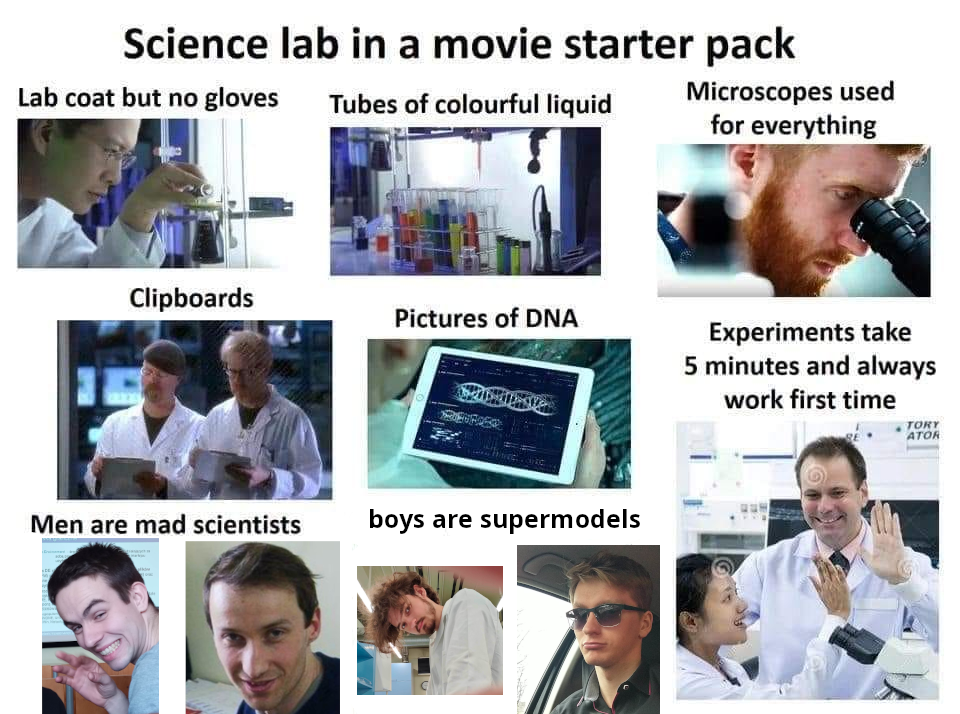 Science lab in a movie starter pack
Lab coat but no gloves
Tubes of colourful liquid
Microscopes used
for everything
Clipboards
Pictures of DNA
Experiments take
5 minutes and always
work first time
TORY
ATOR
Men are mad scientists
boys are supermodels